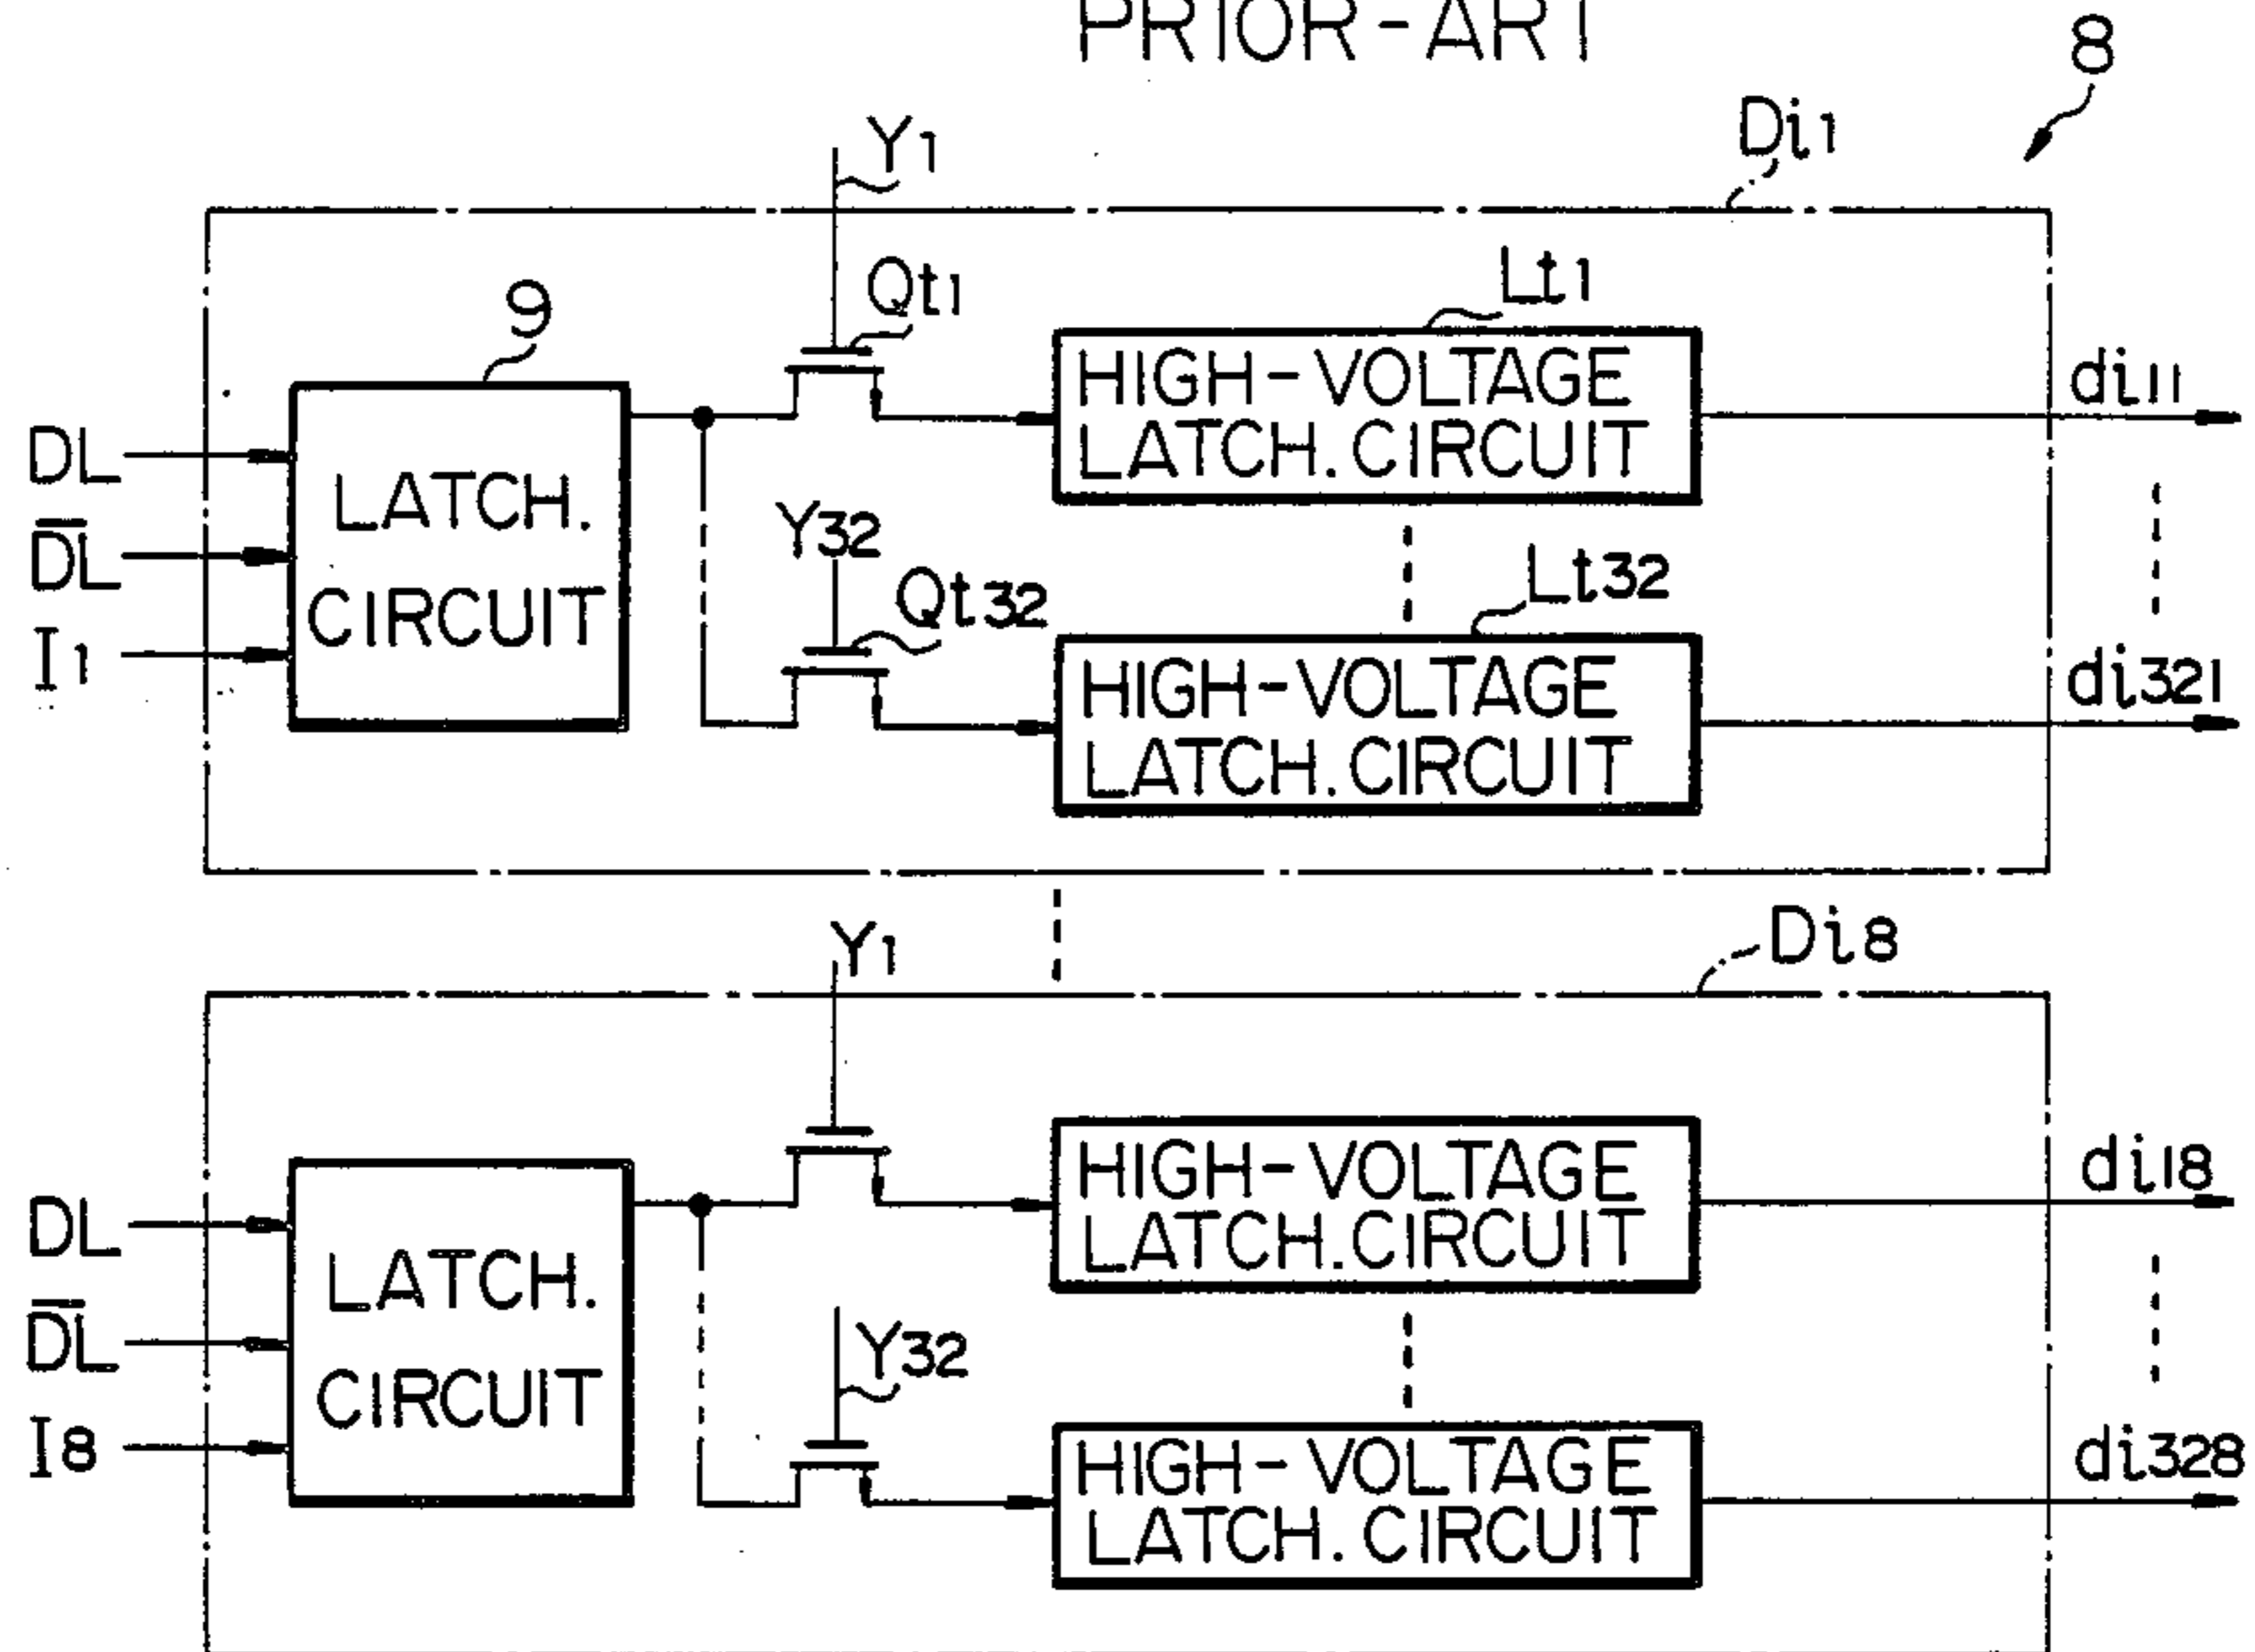 PRIOR-ART
8
Di1
Y1
Qt1
Lt1
9
HIGH-VOLTAGE
LATCH.CIRCUIT
di11
DL
D̅L̅
I1
LATCH.
CIRCUIT
Y32
Qt32
Lt32
HIGH-VOLTAGE
LATCH.CIRCUIT
di321
Di8
Y1
HIGH-VOLTAGE
LATCH.CIRCUIT
di18
DL
D̅L̅
I8
LATCH.
CIRCUIT
Y32
HIGH-VOLTAGE
LATCH.CIRCUIT
di328